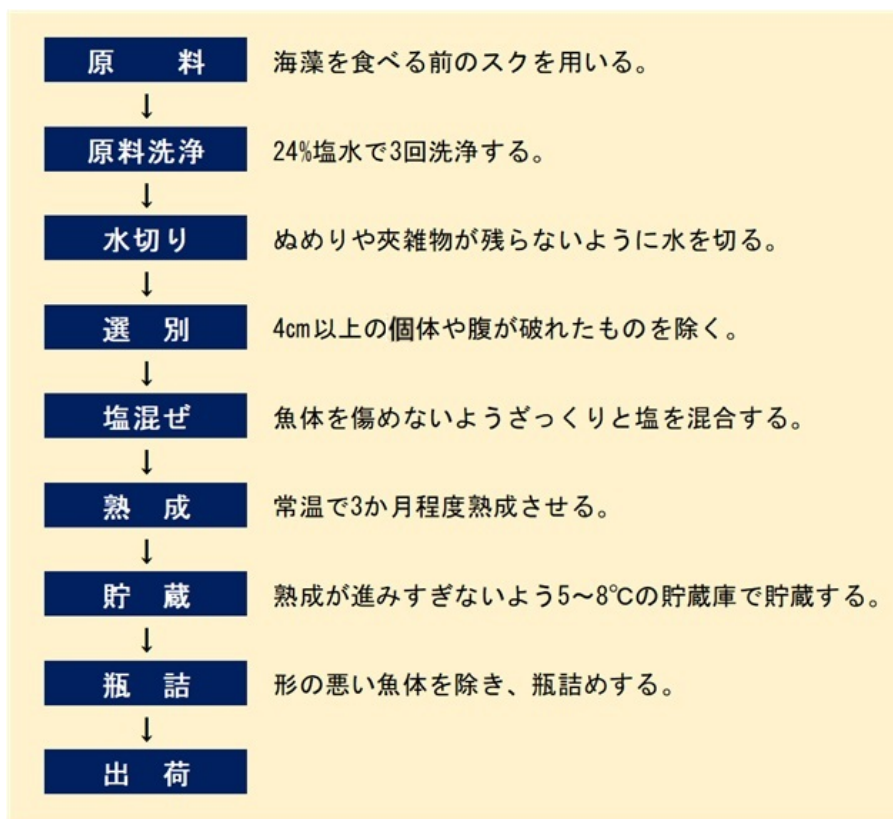 原　料　海藻を食べる前のスクを用いる。
↓
原料洗浄　24%塩水で3回洗浄する。
↓
水切り　ぬめりや夾雑物が残らないように水を切る。
↓
選　別　4㎝以上の個体や腹が破れたものを除く。
↓
塩混ぜ　魚体を傷めないようざっくりと塩を混合する。
↓
熟　成　常温で3か月程度熟成させる。
↓
貯　蔵　熟成が進みすぎないよう5～8℃の貯蔵庫で貯蔵する。
↓
瓶　詰　形の悪い魚体を除き、瓶詰めする。
↓
出　荷